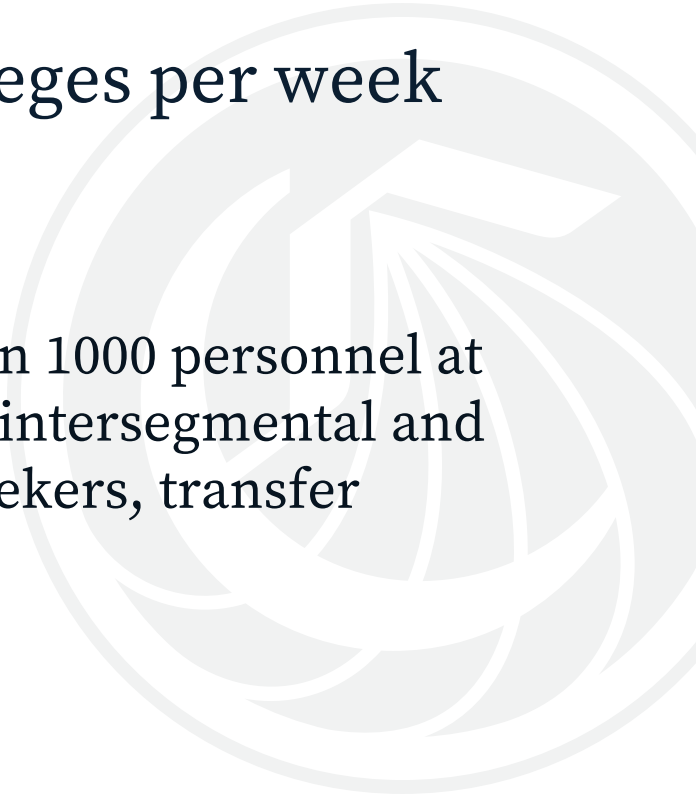 eges per week
n 1000 personnel at
intersegmental and
ekers, transfer